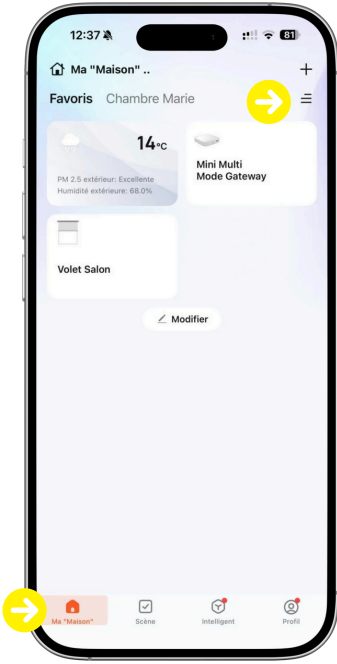 12:37
81
Ma "Maison" ..
Favoris Chambre Marie
14°C
PM 2.5 extérieur: Excellente
Humidité extérieure: 68.0%
Mini Multi
Mode Gateway
Volet Salon
Modifier
Ma "Maison" Scène Intelligent Profil